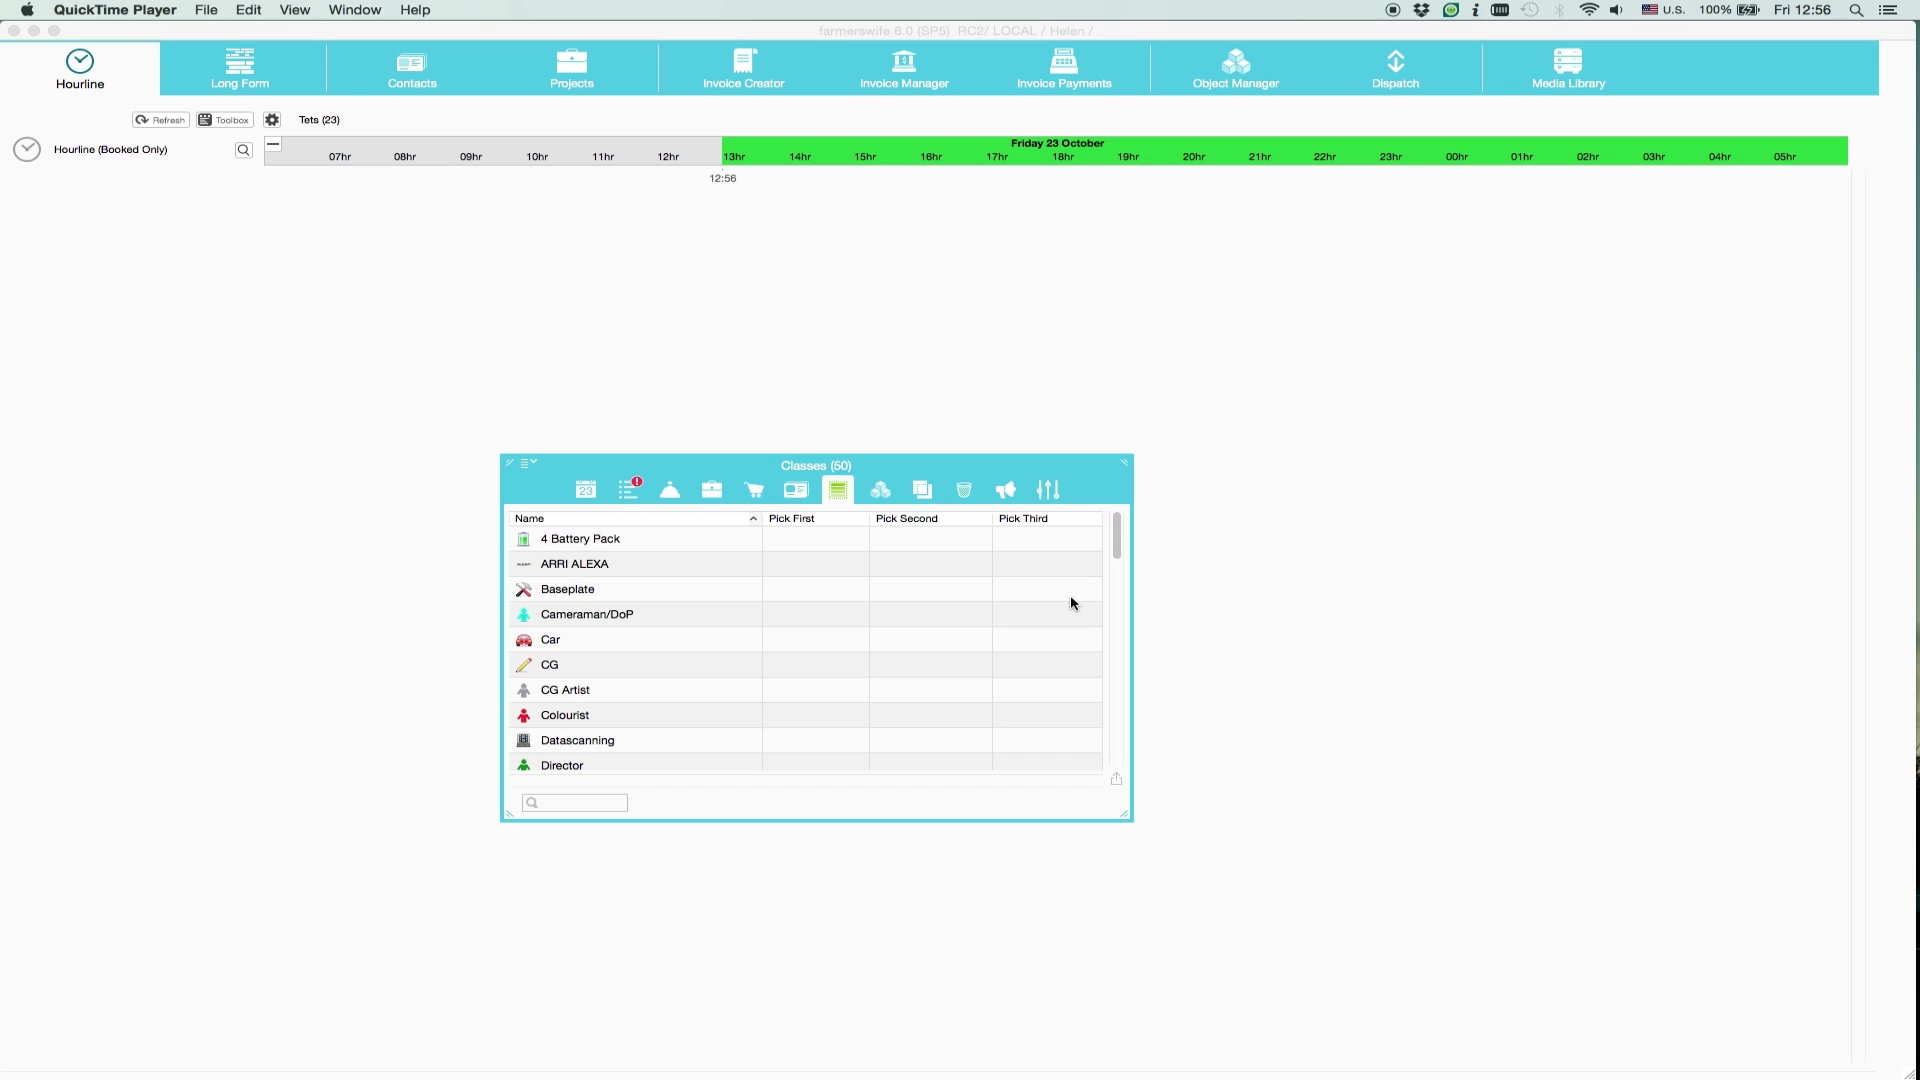 QuickTime Player File Edit View Window Help U.S. 100% Fri 12:56
farmerswife 6.0 (SP5) RC2/ LOCAL / Helen /
Hourline Long Form Contacts Projects Invoice Creator Invoice Manager Invoice Payments Object Manager Dispatch Media Library
Refresh Toolbox Tets (23)
Friday 23 October
Hourline (Booked Only)
07hr 08hr 09hr 10hr 11hr 12hr 13hr 14hr 15hr 16hr 17hr 18hr 19hr 20hr 21hr 22hr 23hr 00hr 01hr 02hr 03hr 04hr 05hr
12:56
Classes (50)
23
Name Pick First Pick Second Pick Third
4 Battery Pack
ARRI ALEXA
Baseplate
Cameraman/DoP
Car
CG
CG Artist
Colourist
Datascanning
Director